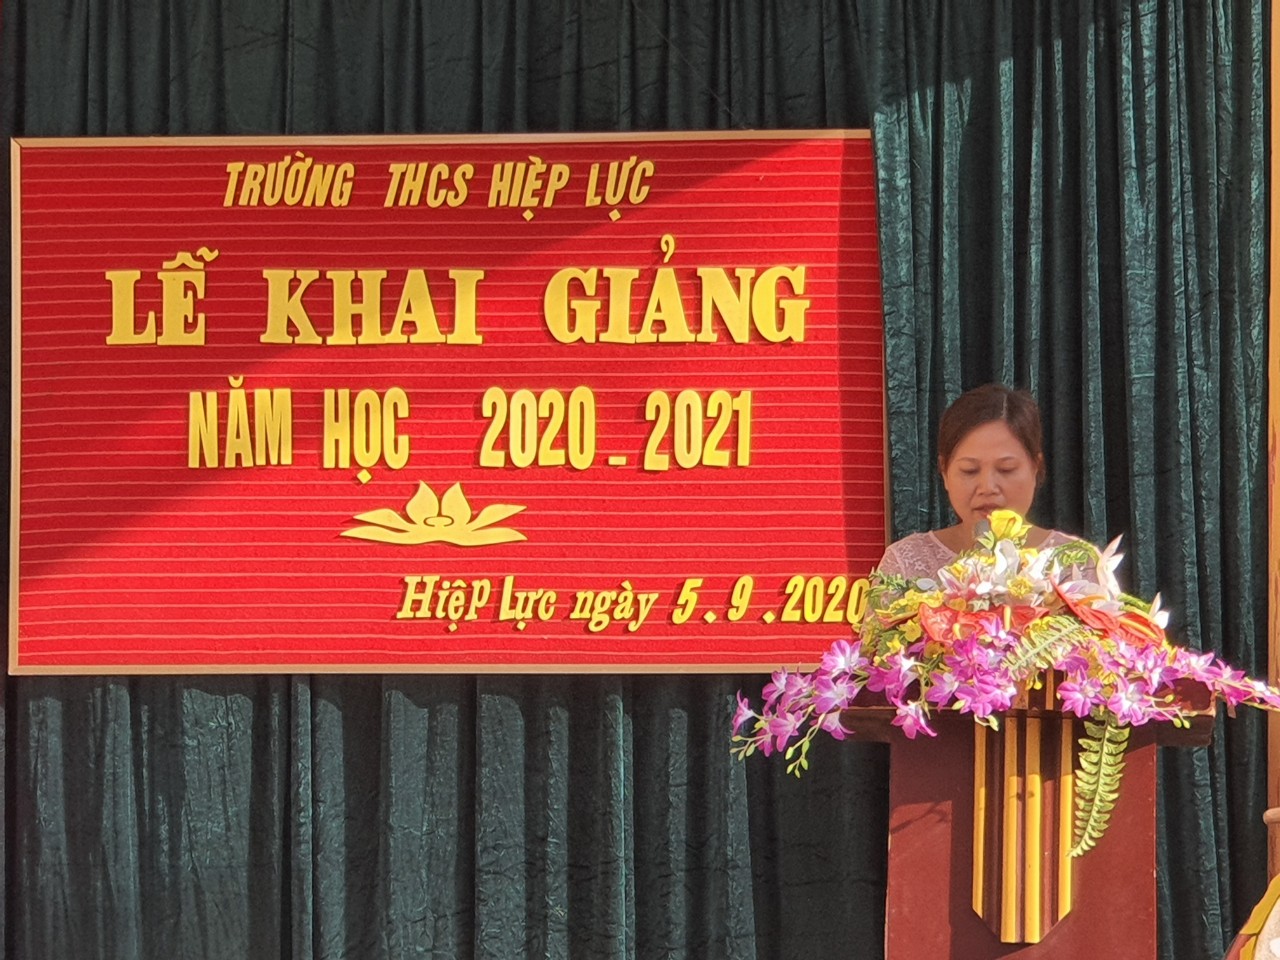 TRƯỜNG THCS HIỆP LỰC
LỄ KHAI GIẢNG
NĂM HỌC 2020-2021
Hiệp Lực ngày 5.9.2020